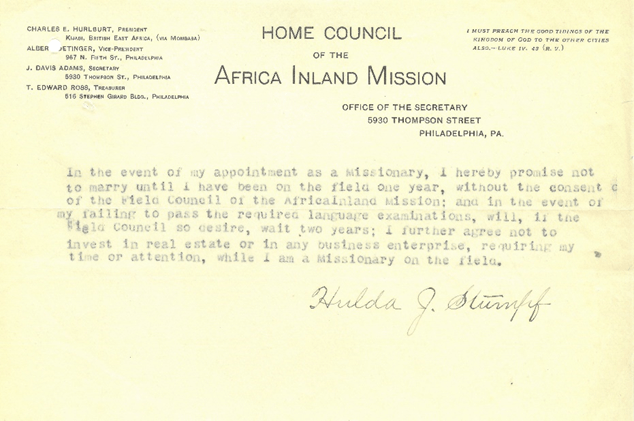 CHARLES E. HURLBURT, PRESIDENT
KIJABE, BRITISH EAST AFRICA, (VIA MOMBASA)
OETINGER, VICE-PRESIDENT
967 N. FIFTH ST., PHILADELPHIA
J. DAVIS ADAMS, SECRETARY
5930 THOMPSON ST., PHILADELPHIA
T. EDWARD ROSS, TREASURER
516 STEPHEN GIRARD BLDG., PHILADELPHIA
HOME COUNCIL
OF THE
AFRICA INLAND MISSION
I MUST PREACH THE GOOD TIDINGS OF THE
KINGDOM OF GOD TO THE OTHER CITIES
ALSO.- LUKE IV. 43 (R. V.)
OFFICE OF THE SECRETARY
5930 THOMPSON STREET
PHILADELPHIA, PA.
In the event of my appointment as a Missionary, I hereby promise not
to marry until I have been on the field one year, without the consent
of the Field Council of the AfricaInland Mission; and in the event of
my failing to pass the required language examinations, will, if the
Field Council so desire, wait two years; I further agree not to
invest in real estate or in any business enterprise, requiring my
time or attention, while I am a Missionary on the field.
Hulda J. Stumpf